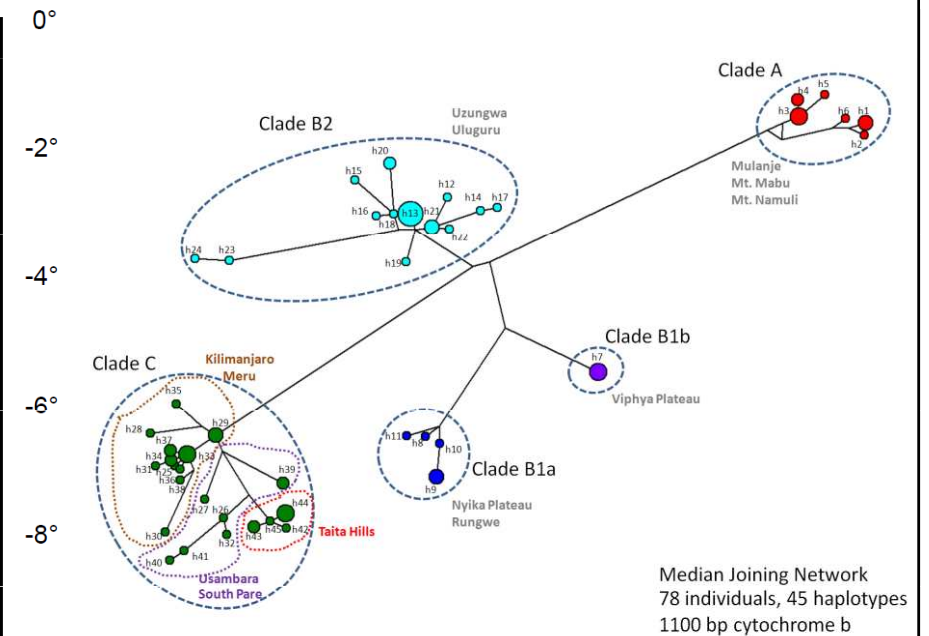 0°
-2°
-4°
-6°
-8°
Clade A
h5
h4
h3
h6
h1
h2
Mulanje
Mt. Mabu
Mt. Namuli
Clade B2
Uzungwa
Uluguru
h20
h15
h12
h14
h17
h16
h13
h21
h18
h22
h24
h23
h19
Clade B1b
h7
Viphya Plateau
Clade C
Kilimanjaro
Meru
h35
h28
h29
h37
h34
h33
h31
h25
h36
h38
h39
h27
h26
h44
h30
h32
h43
h45
h42
Taita Hills
h41
h40
Usambara
South Pare
h11
h8
h10
Clade B1a
h9
Nyika Plateau
Rungwe
Median Joining Network
78 individuals, 45 haplotypes
1100 bp cytochrome b